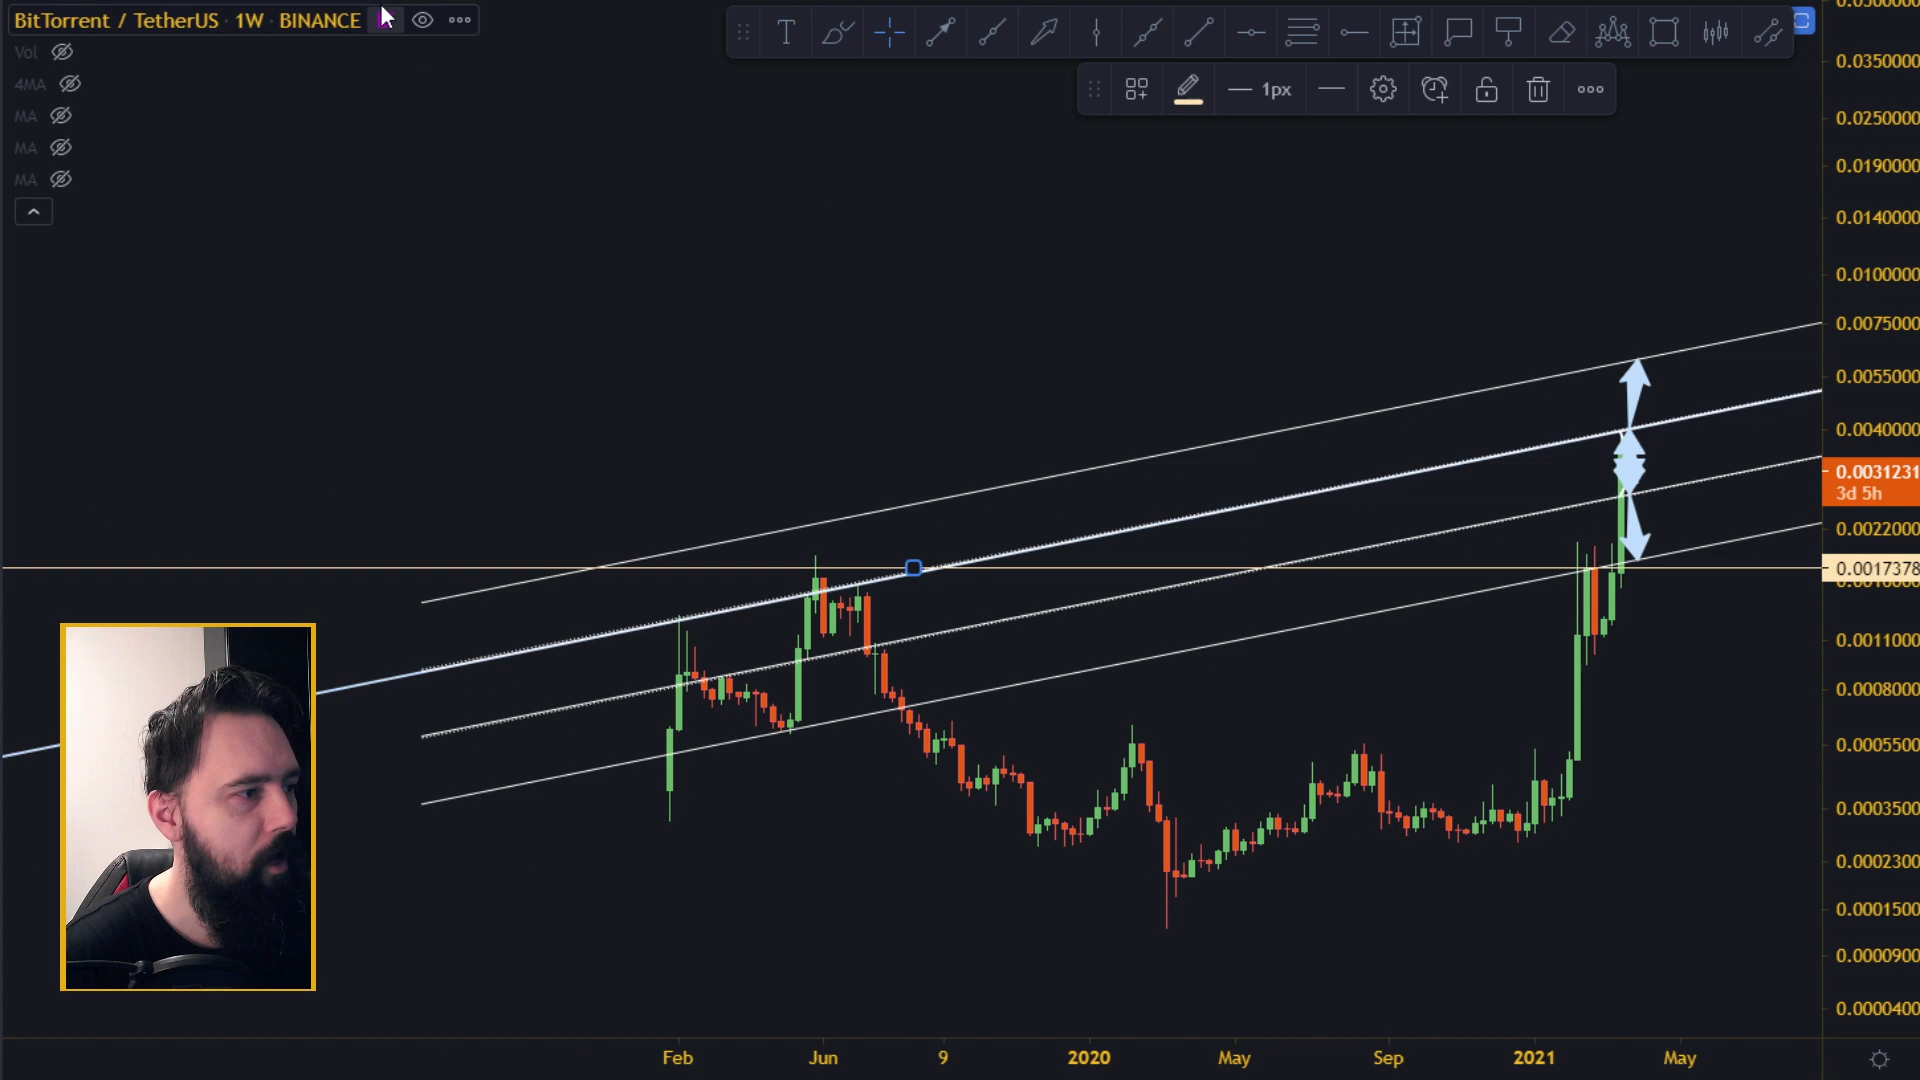 BitTorrent / TetherUS · 1W · BINANCE
Vol
4MA
MA
MA
MA
T
1px
0.0350000
0.0250000
0.0190000
0.0140000
0.0100000
0.0075000
0.0055000
0.0040000
0.0031231
3d 5h
0.0022000
0.0017378
0.0011000
0.0008000
0.0005500
0.0003500
0.0002300
0.0001500
0.0000900
0.0000400
Feb
Jun
9
2020
May
Sep
2021
May